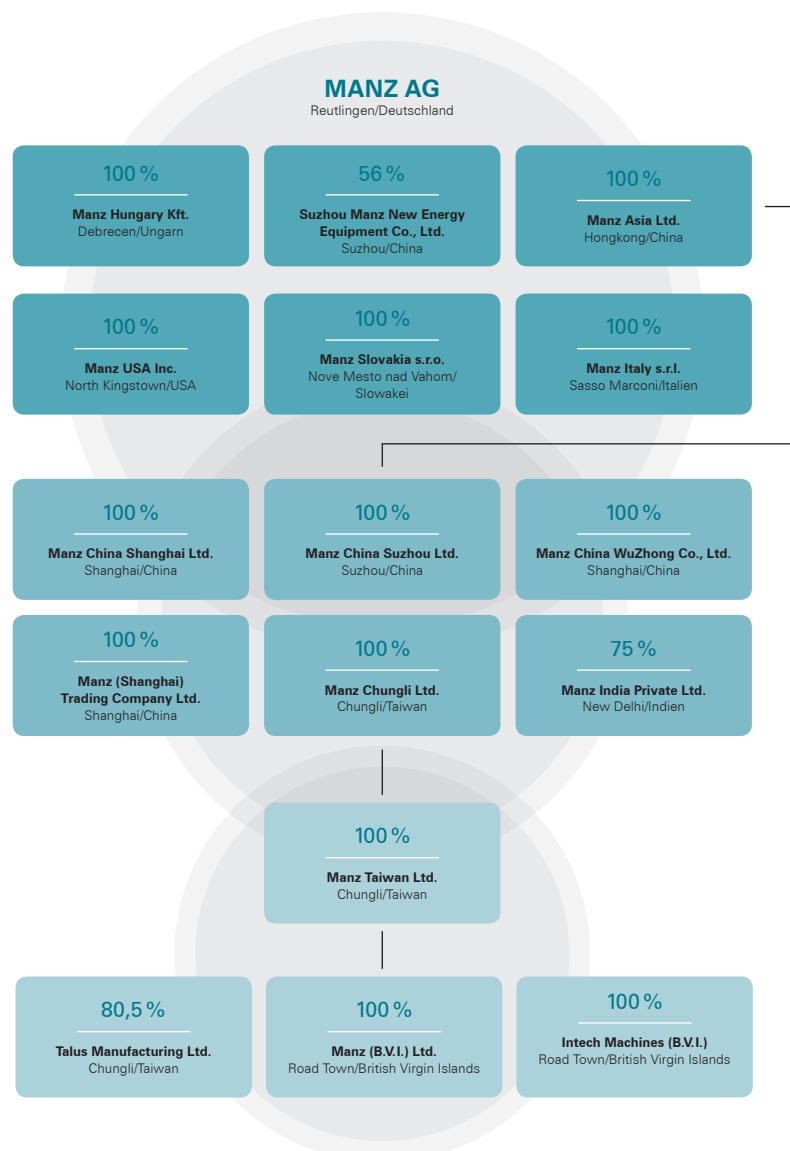 MANZ AG
Reutlingen/Deutschland
100 %
Manz Hungary Kft.
Debrecen/Ungarn
56 %
Suzhou Manz New Energy
Equipment Co., Ltd.
Suzhou/China
100 %
Manz Asia Ltd.
Hongkong/China
100 %
Manz USA Inc.
North Kingstown/USA
100 %
Manz Slovakia s.r.o.
Nove Mesto nad Vahom/
Slowakei
100 %
Manz Italy s.r.l.
Sasso Marconi/Italien
100 %
Manz China Shanghai Ltd.
Shanghai/China
100 %
Manz China Suzhou Ltd.
Suzhou/China
100 %
Manz China WuZhong Co., Ltd.
Shanghai/China
100 %
Manz (Shanghai)
Trading Company Ltd.
Shanghai/China
100 %
Manz Chungli Ltd.
Chungli/Taiwan
75 %
Manz India Private Ltd.
New Delhi/Indien
100 %
Manz Taiwan Ltd.
Chungli/Taiwan
80,5 %
Talus Manufacturing Ltd.
Chungli/Taiwan
100 %
Manz (B.V.I.) Ltd.
Road Town/British Virgin Islands
100 %
Intech Machines (B.V.I.)
Road Town/British Virgin Islands